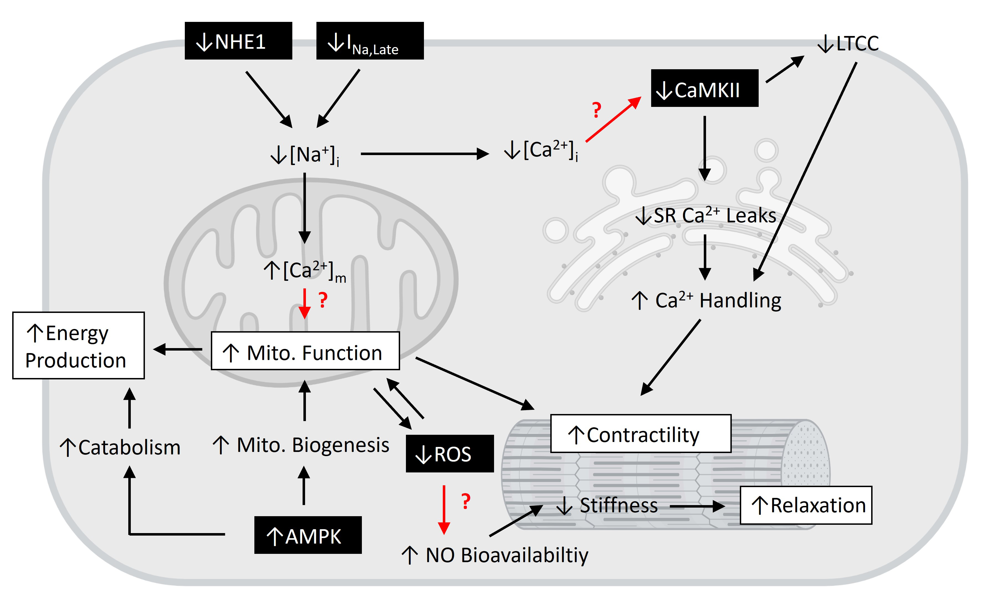 ↓NHE1
↓I_Na,Late
↓LTCC
↓CaMKII
?
↓[Na⁺]ᵢ
↓[Ca²⁺]ᵢ
↓SR Ca²⁺ Leaks
↑[Ca²⁺]ₘ
?
↑ Ca²⁺ Handling
↑Energy
Production
↑ Mito. Function
↑Contractility
↑Catabolism
↑ Mito. Biogenesis
↓ROS
?
↓ Stiffness
↑Relaxation
↑AMPK
↑ NO Bioavailabiltiy